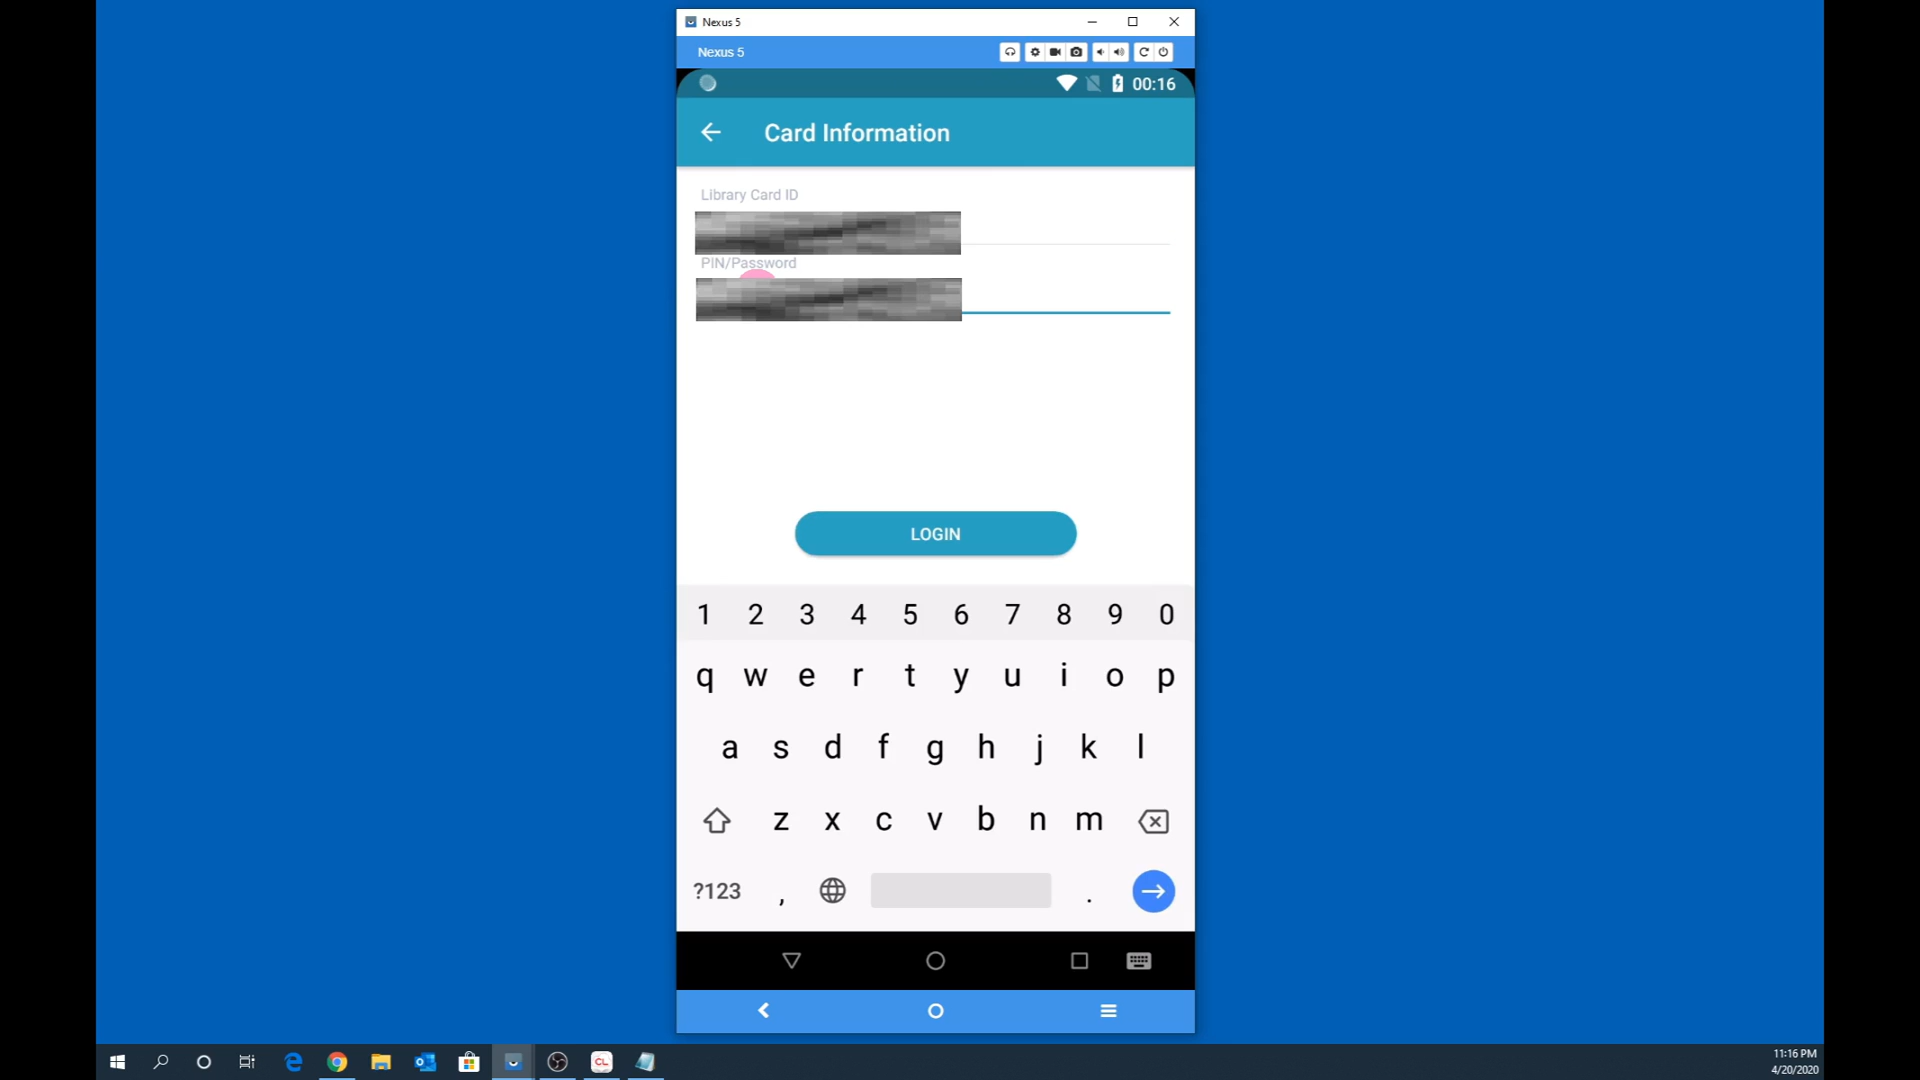 Nexus 5
Nexus 5
00:16
Card Information
Library Card ID
PIN/Password
LOGIN
1 2 3 4 5 6 7 8 9 0
q w e r t y u i o p
a s d f g h j k l
z x c v b n m
?123 , .
CL
11:16 PM
4/20/2020